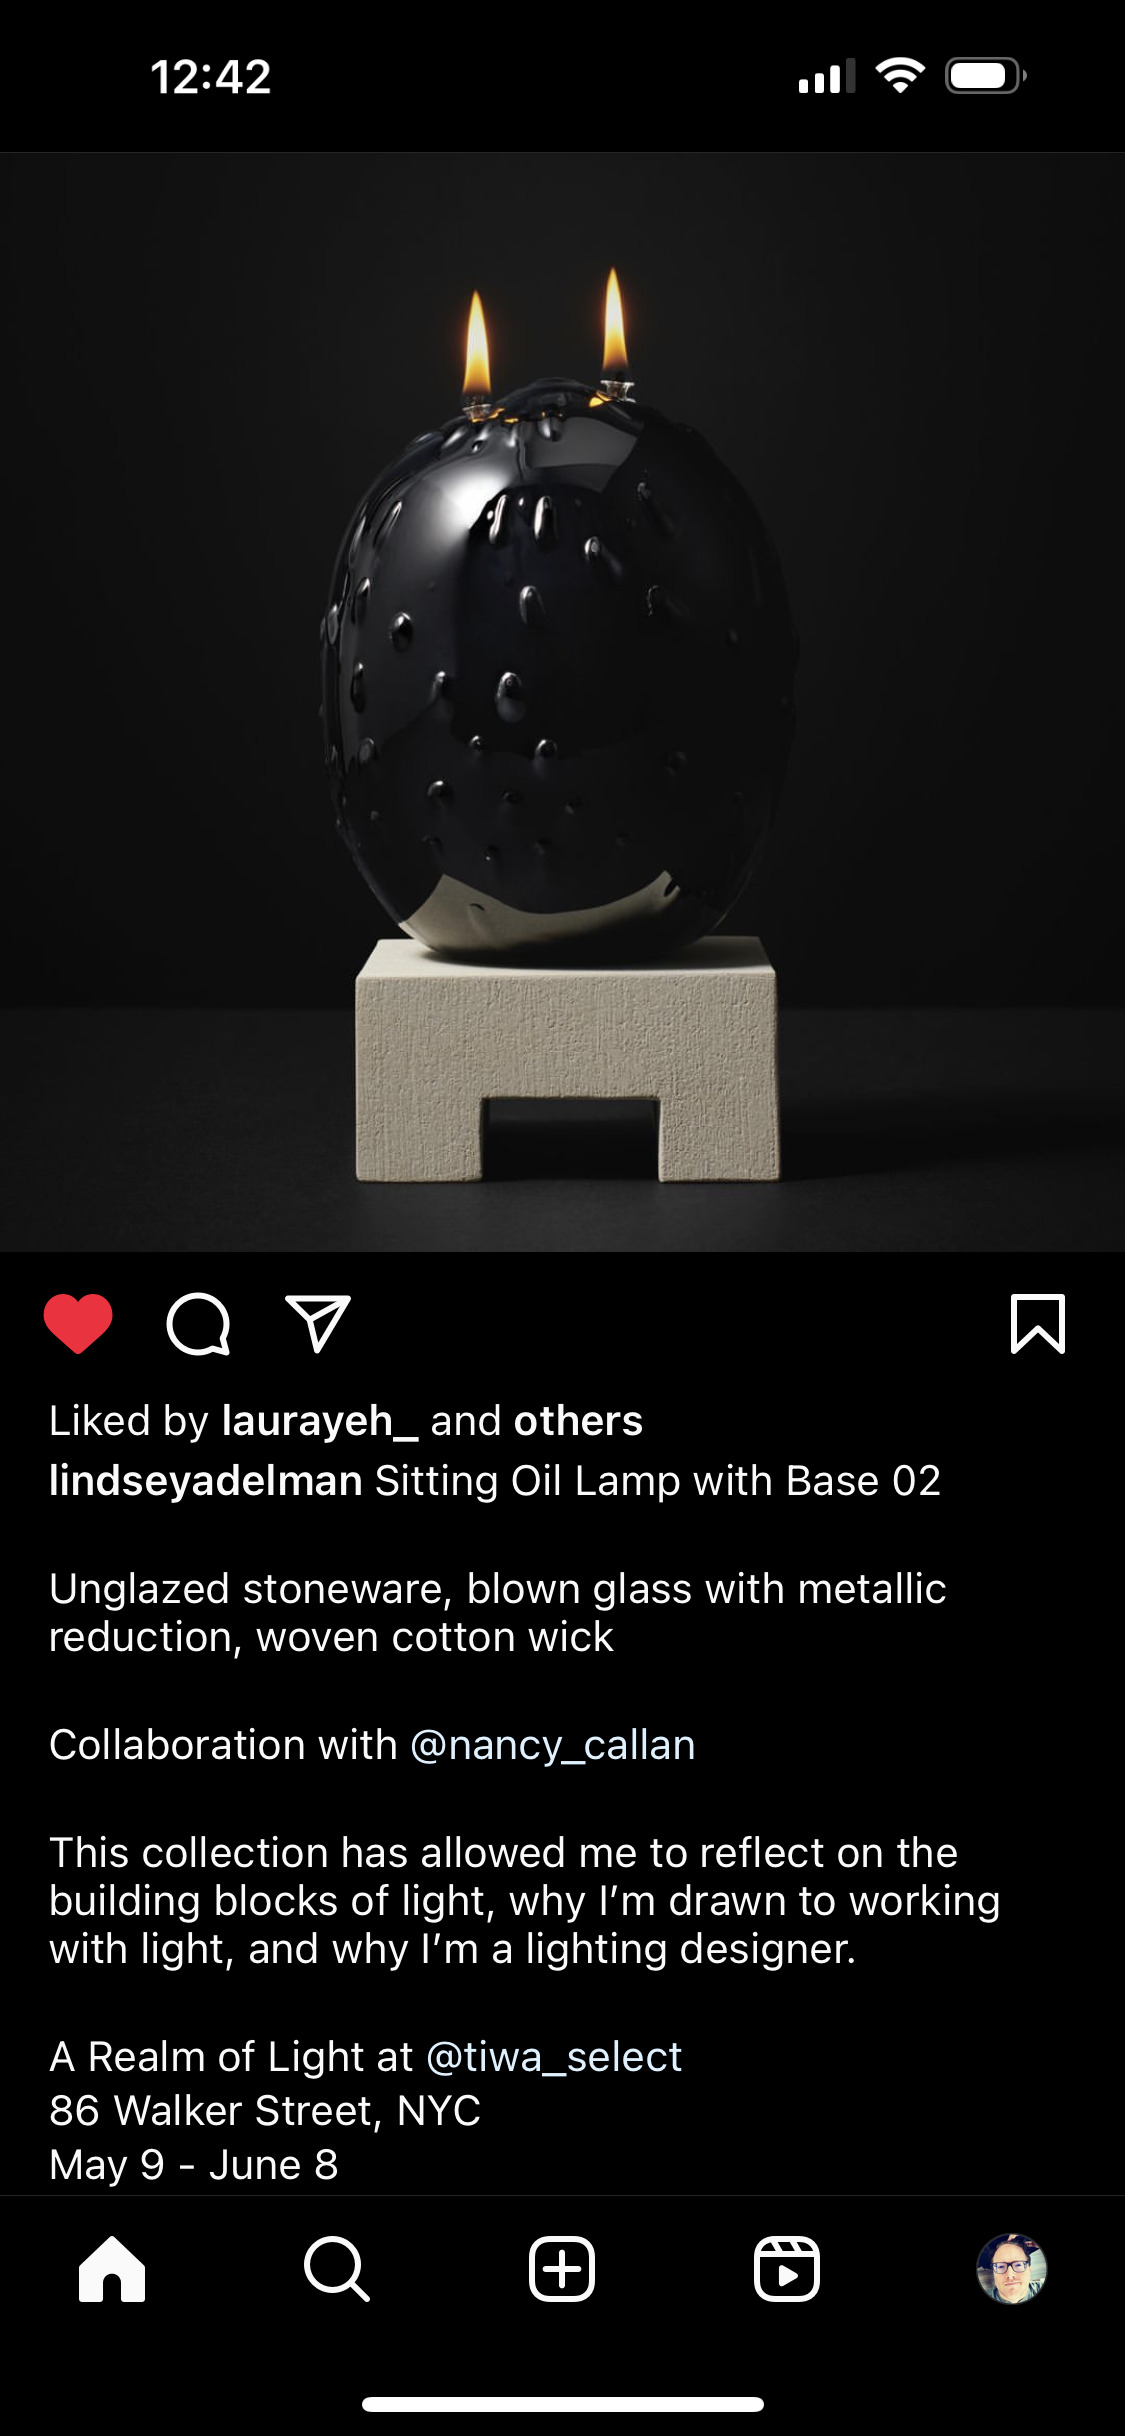 12:42
Liked by laurayeh_ and others
lindseyadelman Sitting Oil Lamp with Base 02
Unglazed stoneware, blown glass with metallic
reduction, woven cotton wick
Collaboration with @nancy_callan
This collection has allowed me to reflect on the
building blocks of light, why I’m drawn to working
with light, and why I’m a lighting designer.
A Realm of Light at @tiwa_select
86 Walker Street, NYC
May 9 - June 8